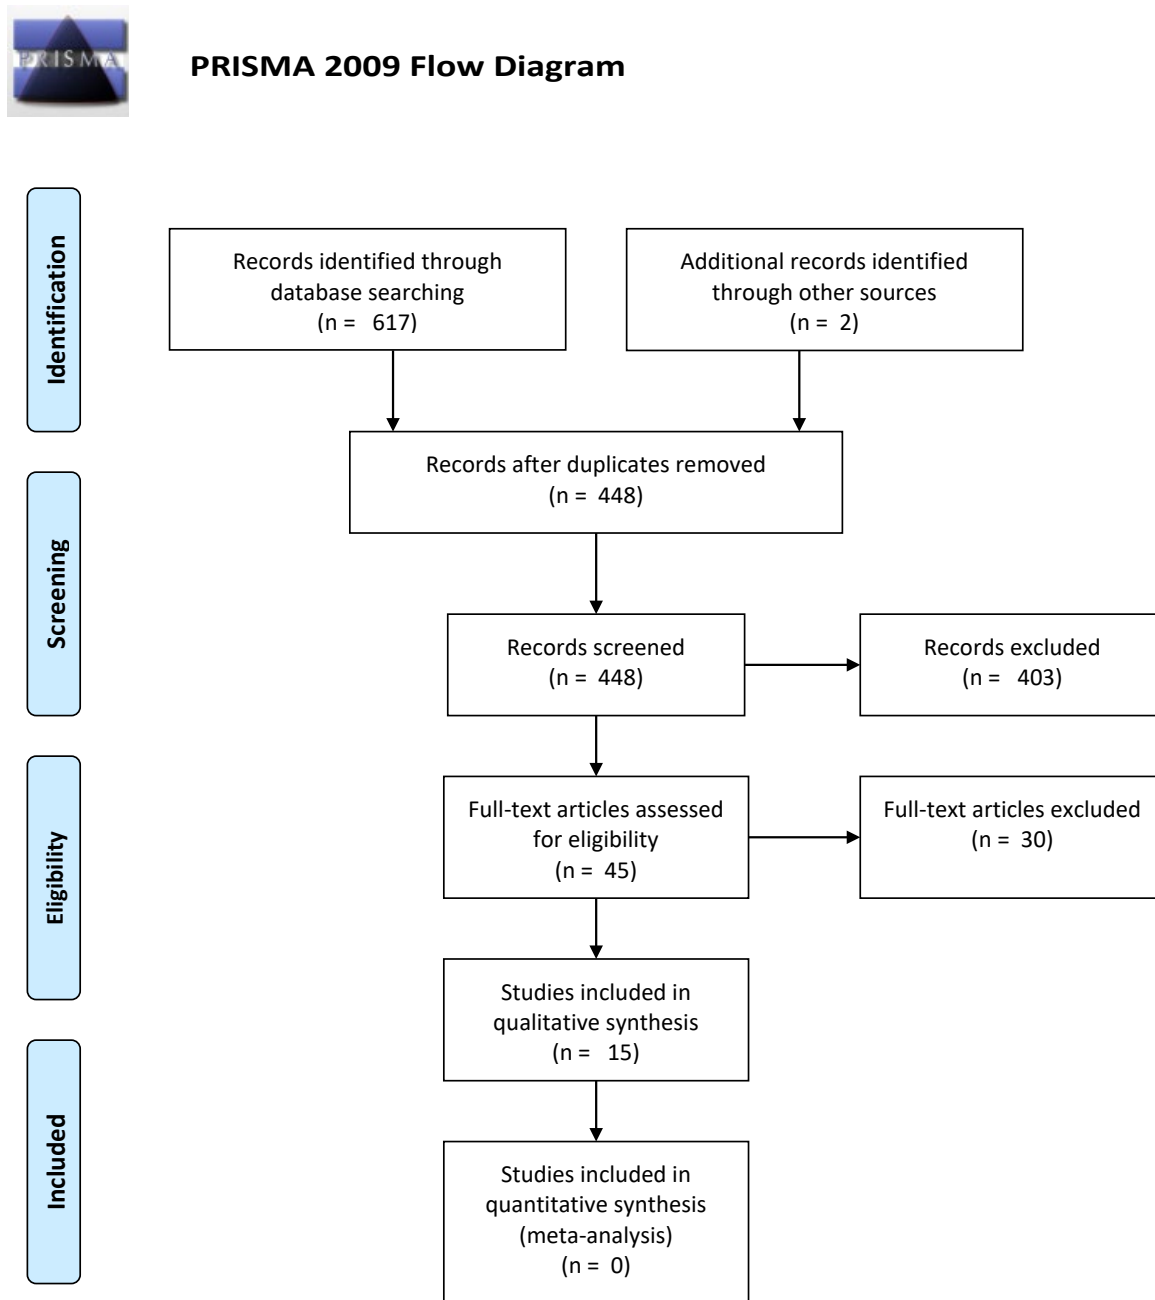 PRISMA
PRISMA 2009 Flow Diagram
Identification
Records identified through
database searching
(n = 617)
Additional records identified
through other sources
(n = 2)
Records after duplicates removed
(n = 448)
Screening
Records screened
(n = 448)
Records excluded
(n = 403)
Eligibility
Full-text articles assessed
for eligibility
(n = 45)
Full-text articles excluded
(n = 30)
Studies included in
qualitative synthesis
(n = 15)
Included
Studies included in
quantitative synthesis
(meta-analysis)
(n = 0)